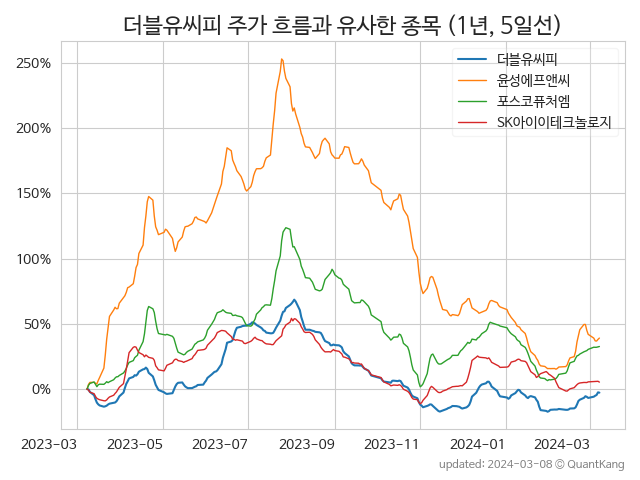 더블유씨피 주가 흐름과 유사한 종목 (1년, 5일선)
더블유씨피
윤성에프앤씨
포스코퓨처엠
SK아이이테크놀로지
250%
200%
150%
100%
50%
0%
2023-03 2023-05 2023-07 2023-09 2023-11 2024-01 2024-03
updated: 2024-03-08 © QuantKang